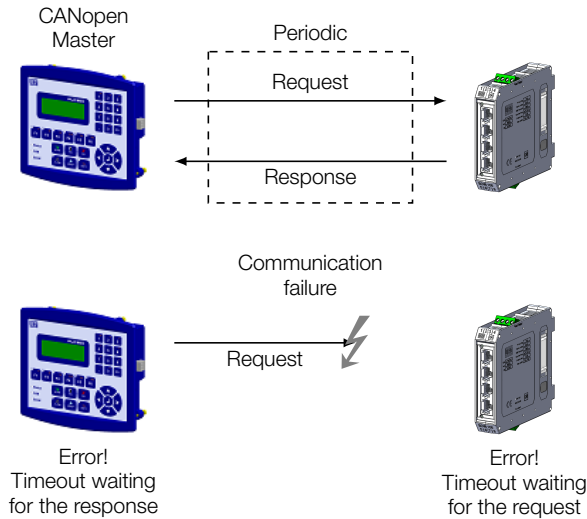 CANopen
Master
Periodic
Request
Response
Communication
failure
Request
Error!
Timeout waiting
for the response
Error!
Timeout waiting
for the request